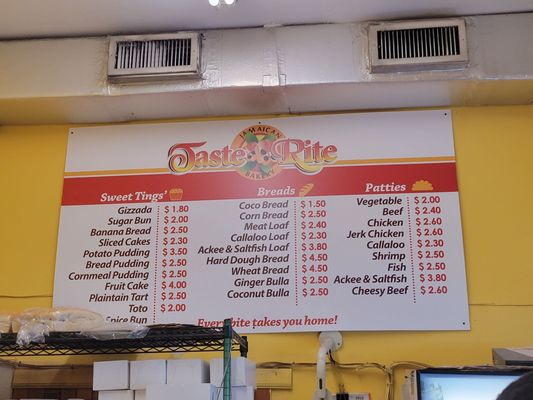 JAMAICAN
Taste Rite
BAKERY
Sweet Tings'
Gizzada $ 1.80
Sugar Bun $ 2.00
Banana Bread $ 2.50
Sliced Cakes $ 2.30
Potato Pudding $ 3.50
Bread Pudding $ 2.50
Cornmeal Pudding $ 2.50
Fruit Cake $ 4.00
Plaintain Tart $ 2.50
Toto $ 2.00
Spice Bun
Breads
Coco Bread $ 1.50
Corn Bread $ 2.50
Meat Loaf $ 2.40
Callaloo Loaf $ 2.30
Ackee & Saltfish Loaf $ 3.80
Hard Dough Bread $ 4.50
Wheat Bread $ 4.50
Ginger Bulla $ 2.50
Coconut Bulla $ 2.50
Patties
Vegetable $ 2.00
Beef $ 2.40
Chicken $ 2.60
Jerk Chicken $ 2.60
Callaloo $ 2.30
Shrimp $ 2.50
Fish $ 2.50
Ackee & Saltfish $ 3.80
Cheesy Beef $ 2.60
Every bite takes you home!